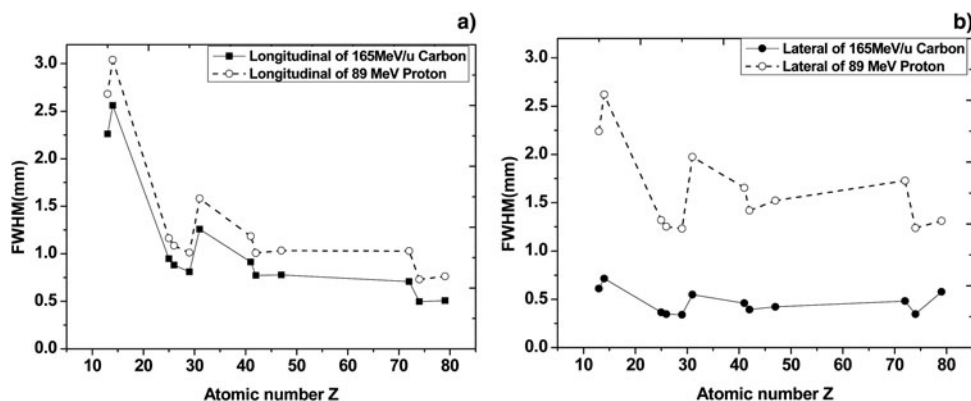 a)
Longitudinal of 165MeV/u Carbon
Longitudinal of 89 MeV Proton
3.0
2.5
2.0
1.5
1.0
0.5
0.0
FWHM(mm)
10 20 30 40 50 60 70 80
Atomic number Z
b)
Lateral of 165MeV/u Carbon
Lateral of 89 MeV Proton
3.0
2.5
2.0
1.5
1.0
0.5
0.0
FWHM(mm)
10 20 30 40 50 60 70 80
Atomic number Z